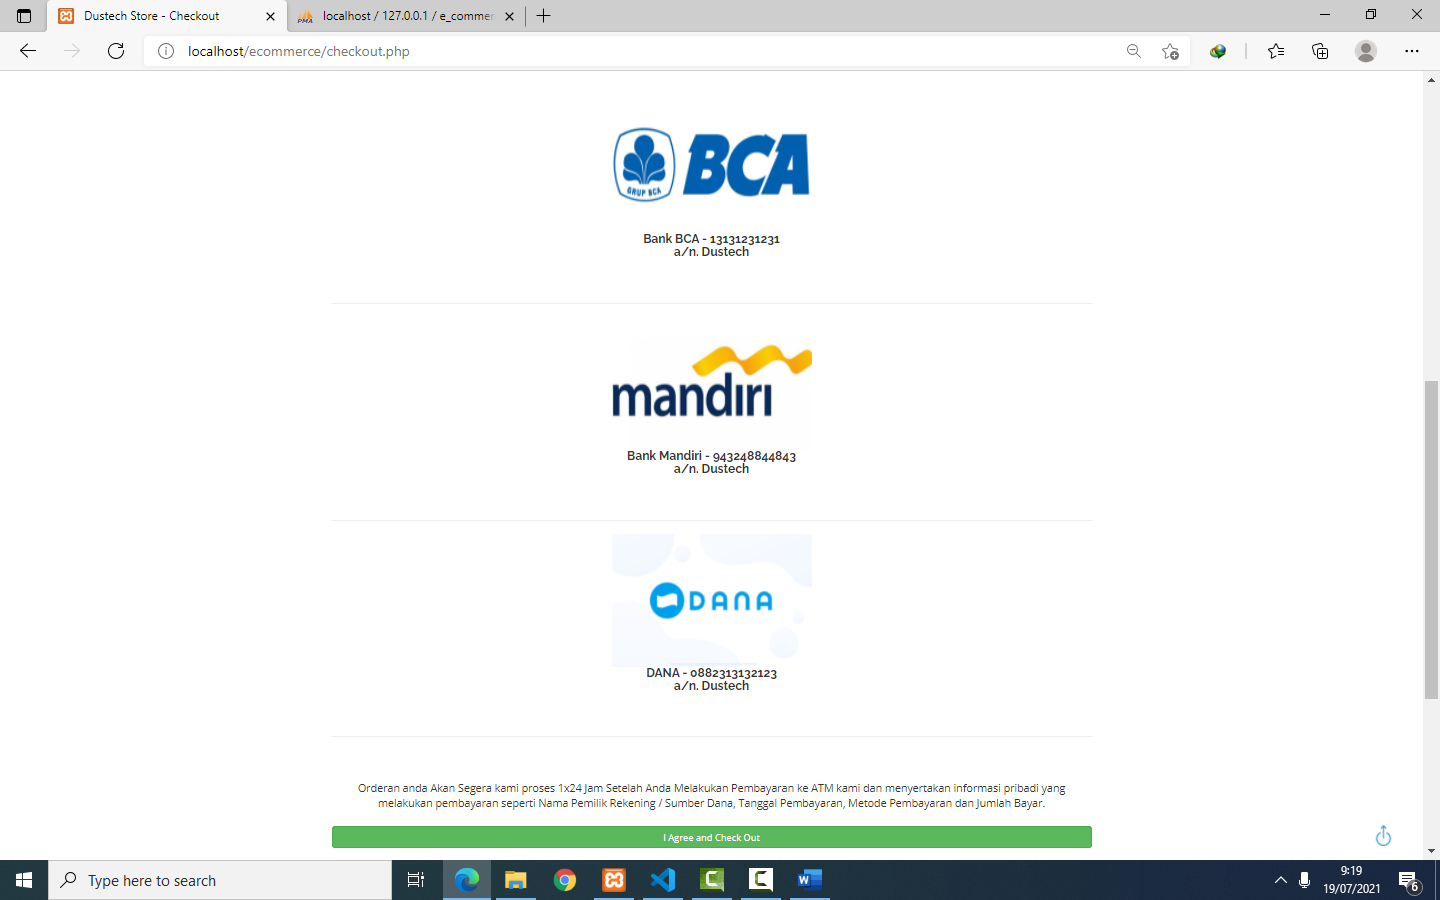 Dustech Store - Checkout
localhost / 127.0.0.1 / e_commer
localhost/ecommerce/checkout.php
GRUP BCA
BCA
Bank BCA - 13131231231
a/n. Dustech
mandiri
Bank Mandiri - 943248844843
a/n. Dustech
DANA
DANA - 0882313132123
a/n. Dustech
Orderan anda Akan Segera kami proses 1x24 Jam Setelah Anda Melakukan Pembayaran ke ATM kami dan menyertakan informasi pribadi yang
melakukan pembayaran seperti Nama Pemilik Rekening / Sumber Dana, Tanggal Pembayaran, Metode Pembayaran dan Jumlah Bayar.
I Agree and Check Out
Type here to search
9:19
19/07/2021
6